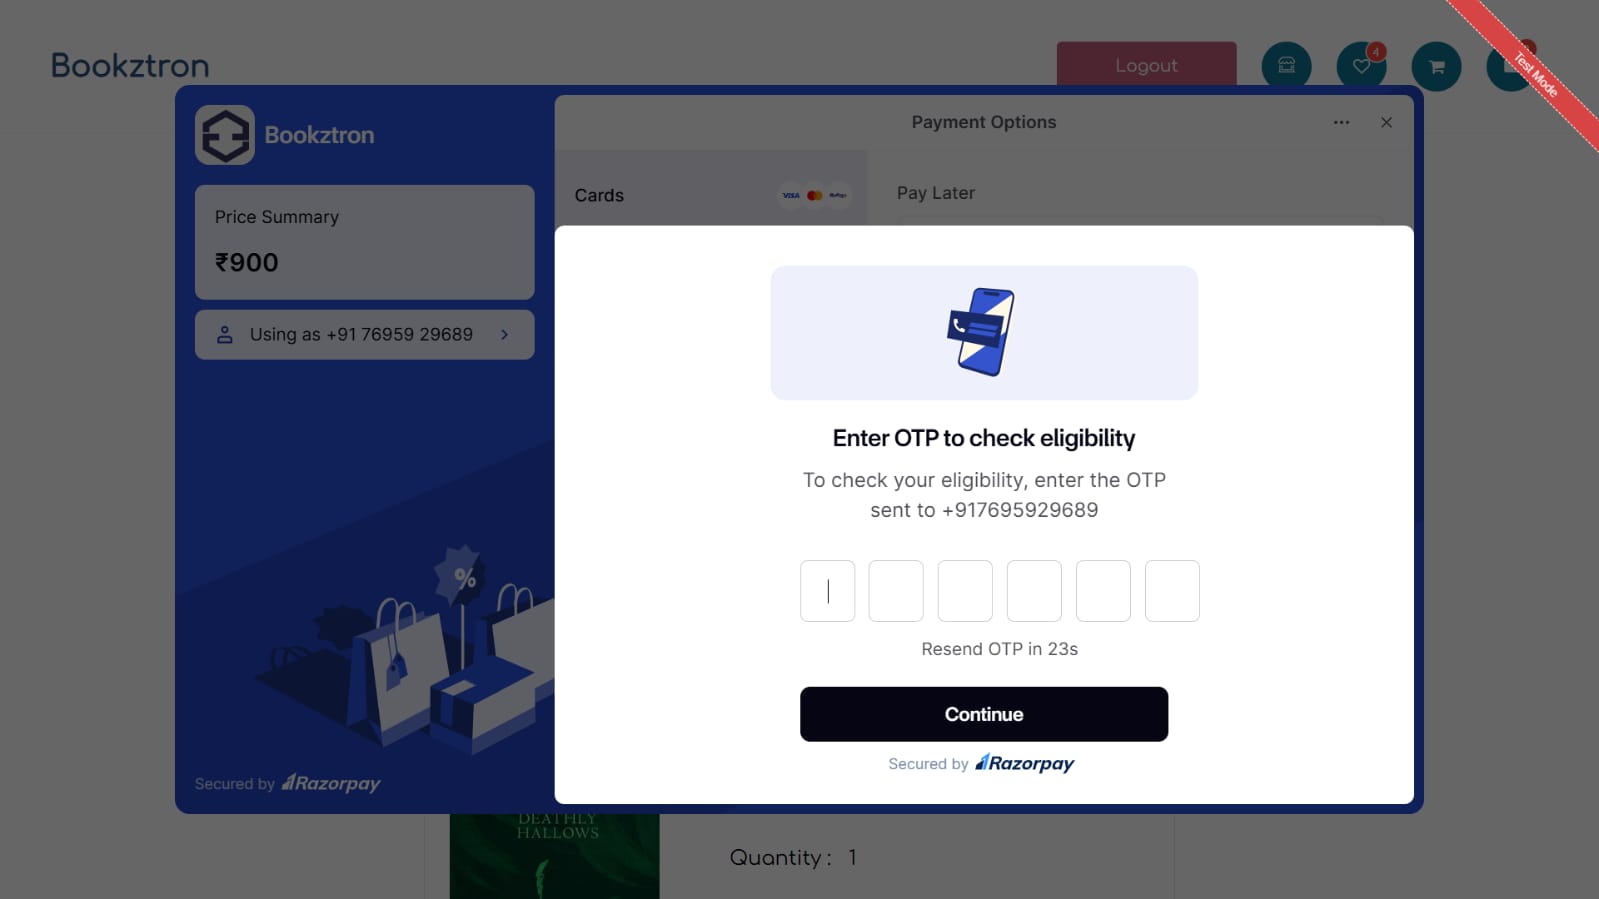 Bookztron
Logout
4
Test Mode
Bookztron
Payment Options
Price Summary
₹900
Using as +91 76959 29689
Cards
VISA
Pay Later
Enter OTP to check eligibility
To check your eligibility, enter the OTP
sent to +917695929689
Resend OTP in 23s
Continue
Secured by Razorpay
%
Secured by Razorpay
DEATHLY
HALLOWS
Quantity : 1